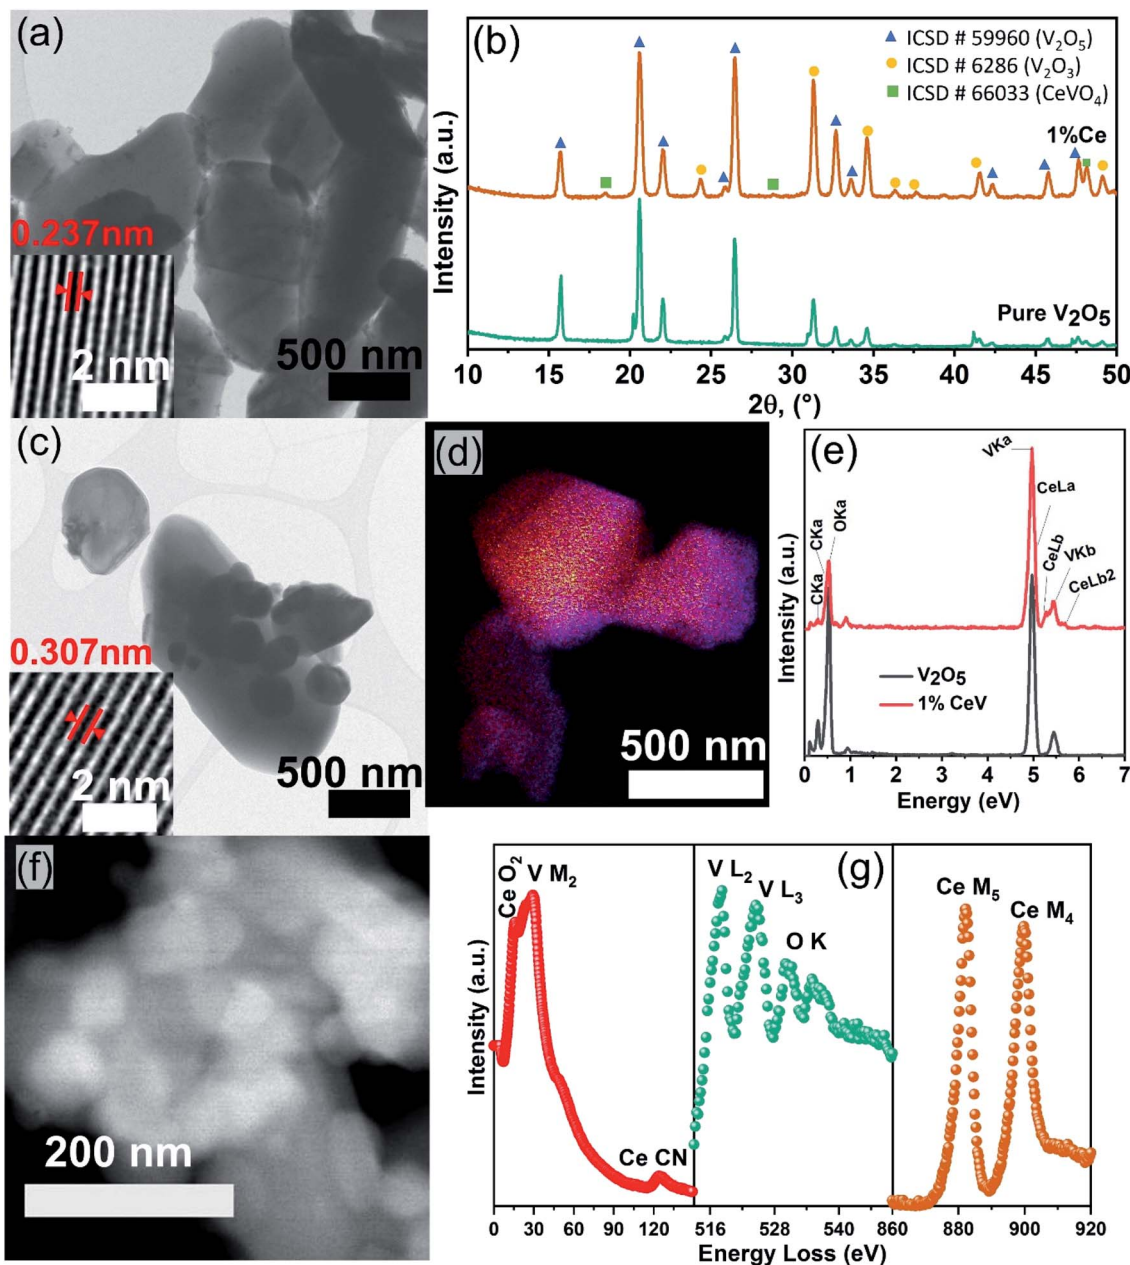 (a)
0.237nm
2 nm
500 nm
(b)
ICSD # 59960 (V₂O₅)
ICSD # 6286 (V₂O₃)
ICSD # 66033 (CeVO₄)
1%Ce
Pure V₂O₅
Intensity (a.u.)
10 15 20 25 30 35 40 45 50
2θ, (°)
(c)
0.307nm
2 nm
500 nm
(d)
500 nm
(e)
VKa
CeLa
OKa
CKa
CKa
CeLb
VKb
CeLb2
V₂O₅
1% CeV
Intensity (a.u.)
0 1 2 3 4 5 6 7
Energy (eV)
(f)
200 nm
(g)
Ce O₂
V M₂
Ce CN
V L₂
V L₃
O K
Ce M₅
Ce M₄
Intensity (a.u.)
0 30 60 90 120 516 528 540 860 880 900 920
Energy Loss (eV)